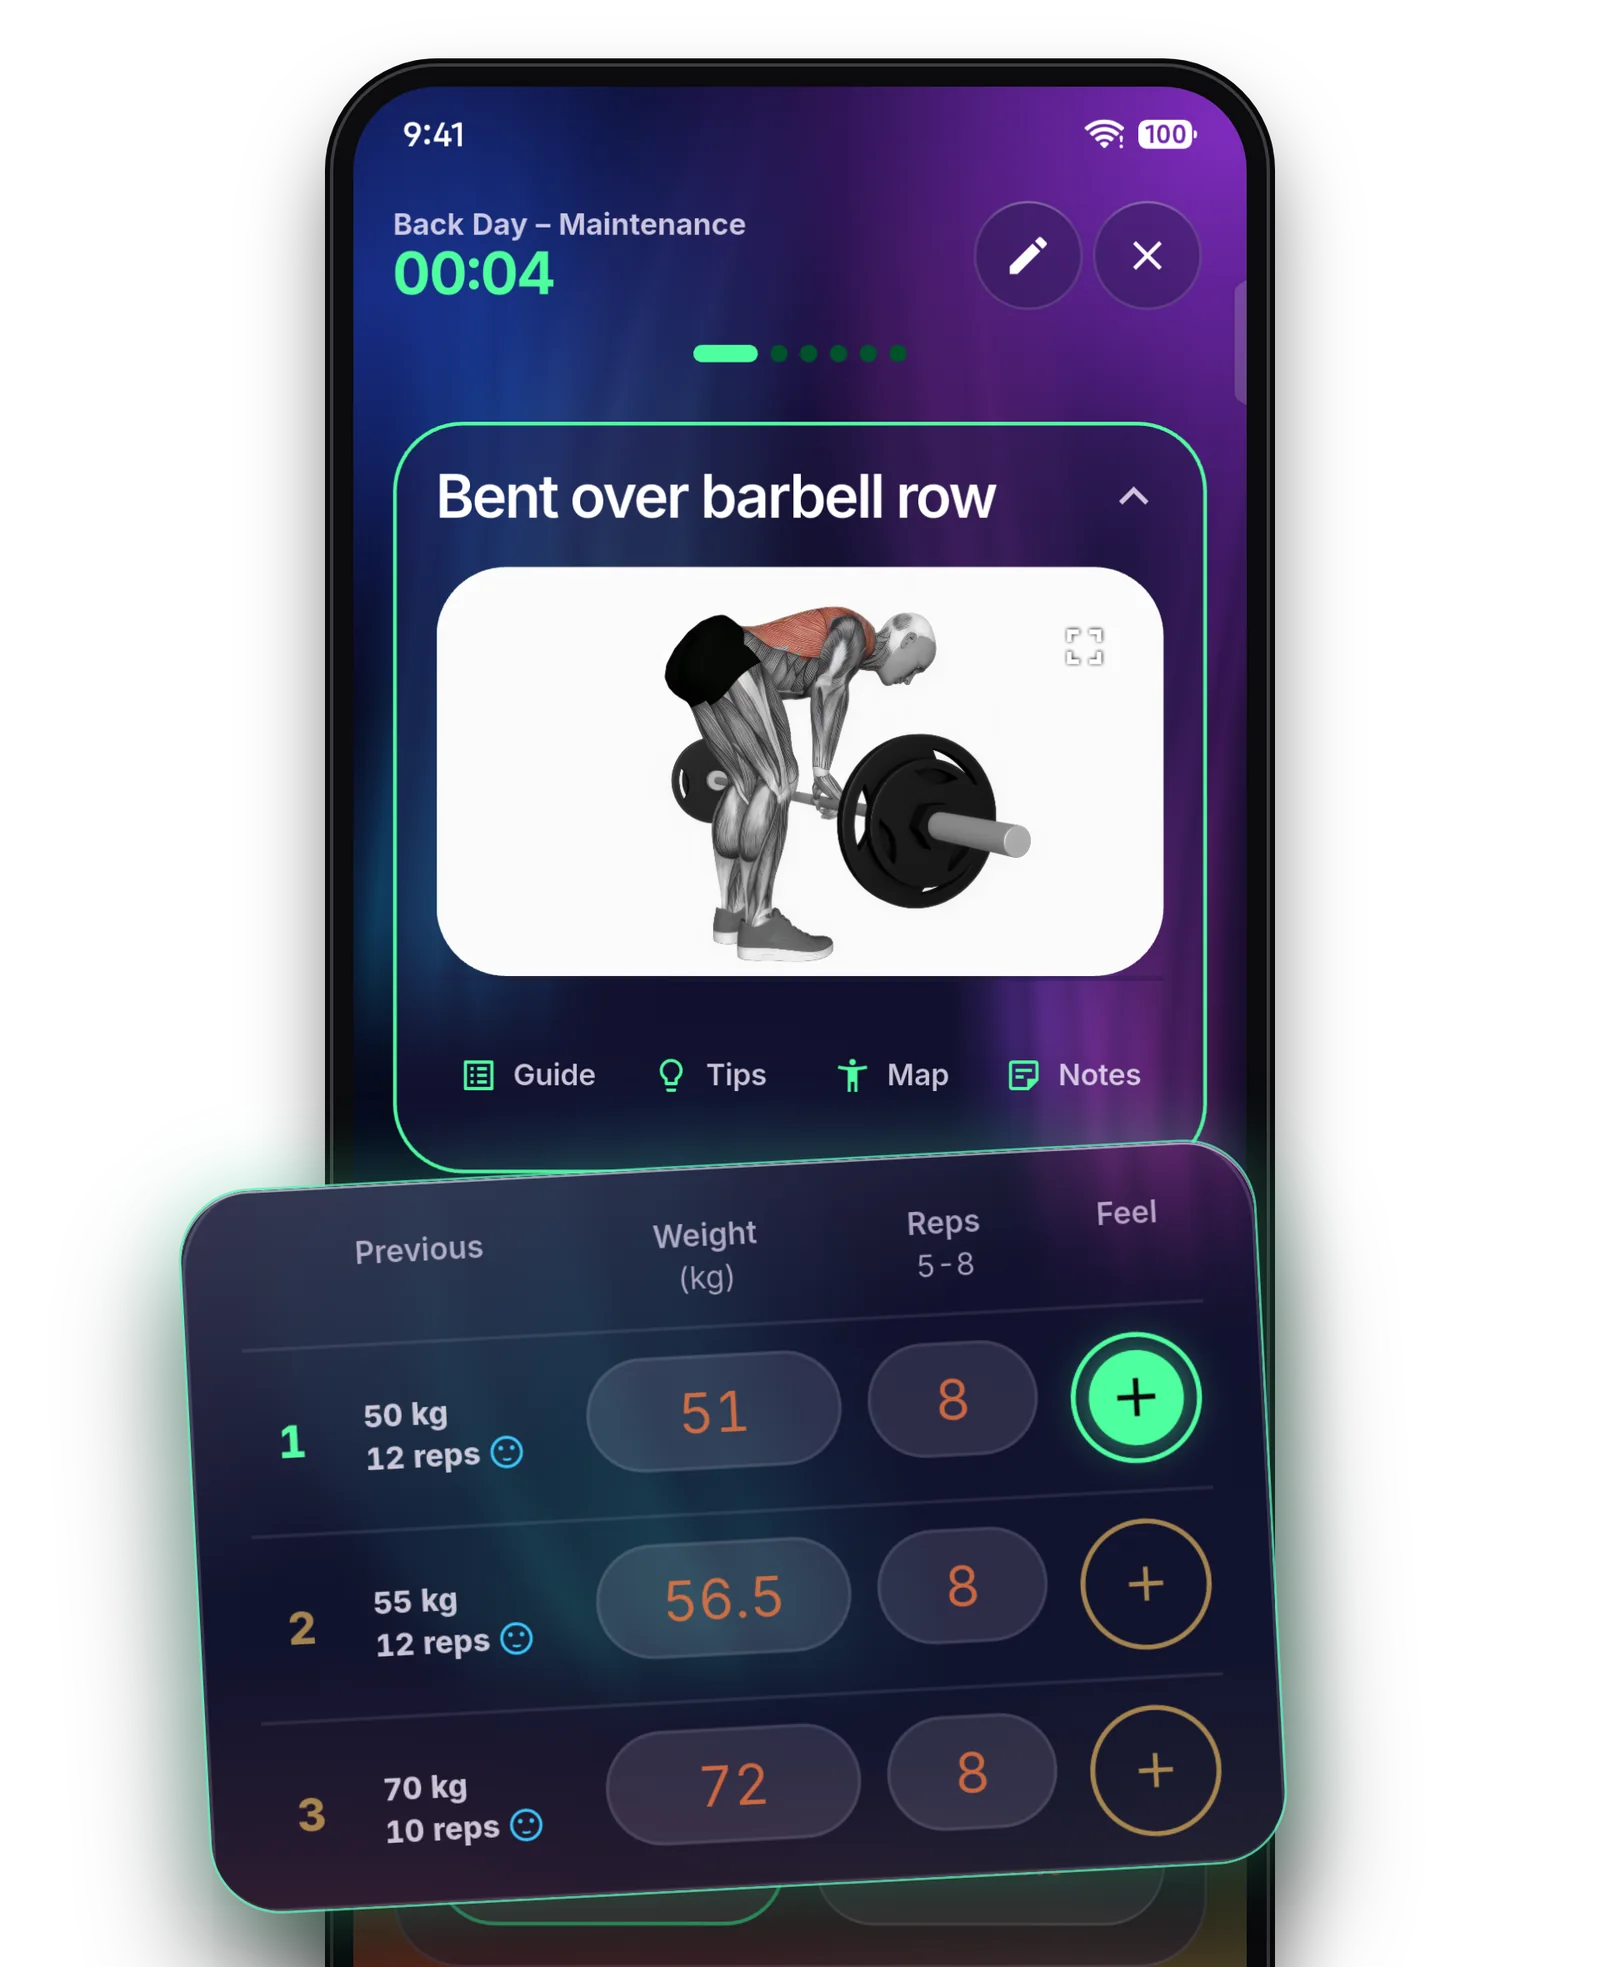 9:41
100
Back Day – Maintenance
00:04
Bent over barbell row
Guide Tips Map Notes
Previous Weight (kg) Reps 5-8 Feel
1 50 kg 12 reps 51 8 +
2 55 kg 12 reps 56.5 8 +
3 70 kg 10 reps 72 8 +